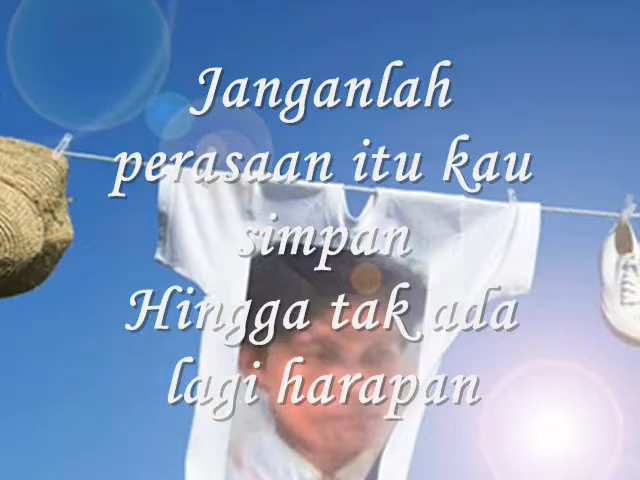 Janganlah
perasaan itu kau
simpan
Hingga tak ada
lagi harapan